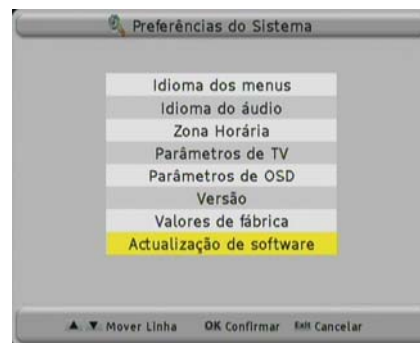 Preferências do Sistema
Idioma dos menus
Idioma do áudio
Zona Horária
Parâmetros de TV
Parâmetros de OSD
Versão
Valores de fábrica
Actualização de software
Mover Linha OK Confirmar Exit Cancelar